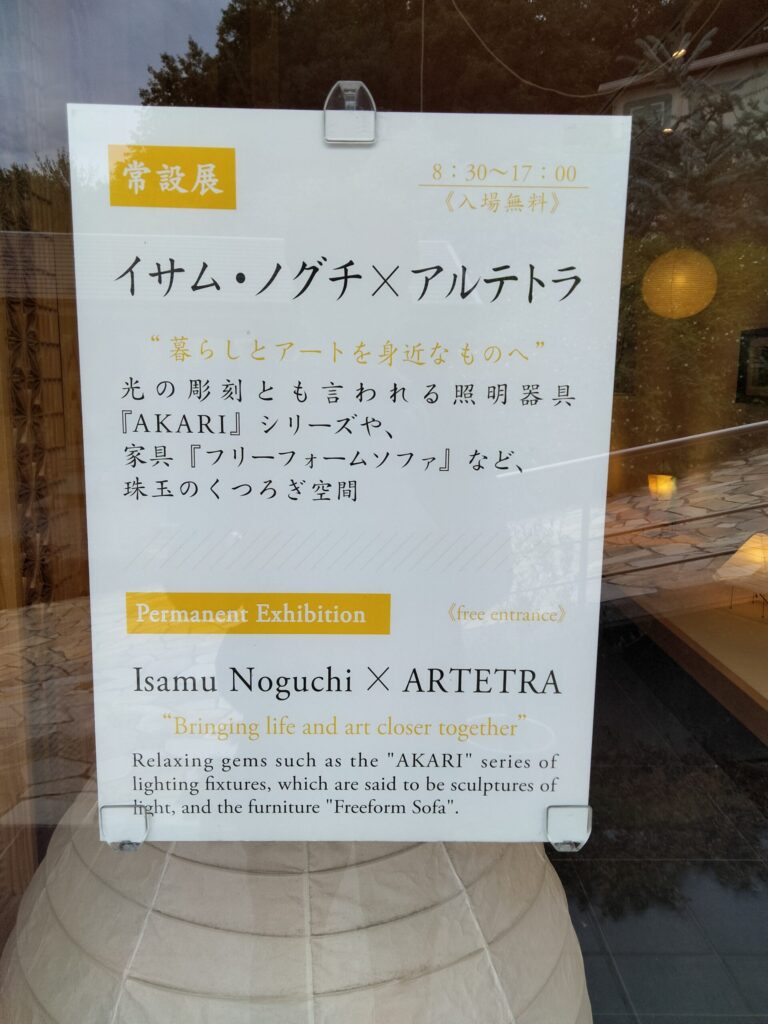 常設展
8：30～17：00
《入場無料》
イサム・ノグチ×アルテトラ
“暮らしとアートを身近なものへ”
光の彫刻とも言われる照明器具
『AKARI』シリーズや、
家具『フリーフォームソファ』など、
珠玉のくつろぎ空間
Permanent Exhibition
《free entrance》
Isamu Noguchi × ARTETRA
“Bringing life and art closer together”
Relaxing gems such as the "AKARI" series of
lighting fixtures, which are said to be sculptures of
light, and the furniture "Freeform Sofa".